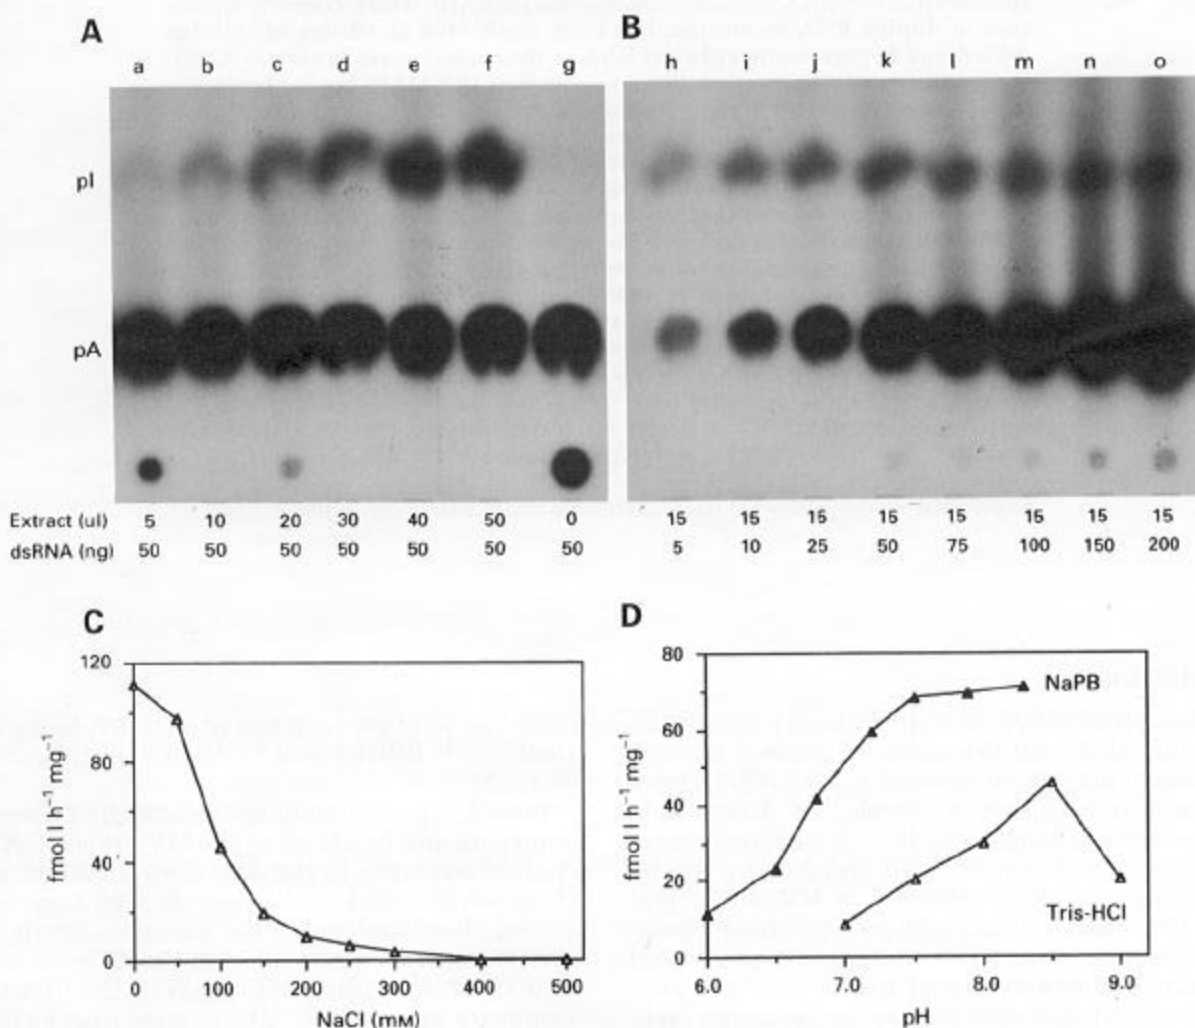 A B
a b c d e f g h i j k l m n o
pI
pA
Extract (ul) 5 10 20 30 40 50 0 15 15 15 15 15 15 15 15
dsRNA (ng) 50 50 50 50 50 50 50 5 10 25 50 75 100 150 200
C D
120
80
40
0
fmol I h⁻¹ mg⁻¹
0 100 200 300 400 500
NaCl (mM)
80
60
40
20
0
fmol I h⁻¹ mg⁻¹
NaPB
Tris-HCl
6.0 7.0 8.0 9.0
pH